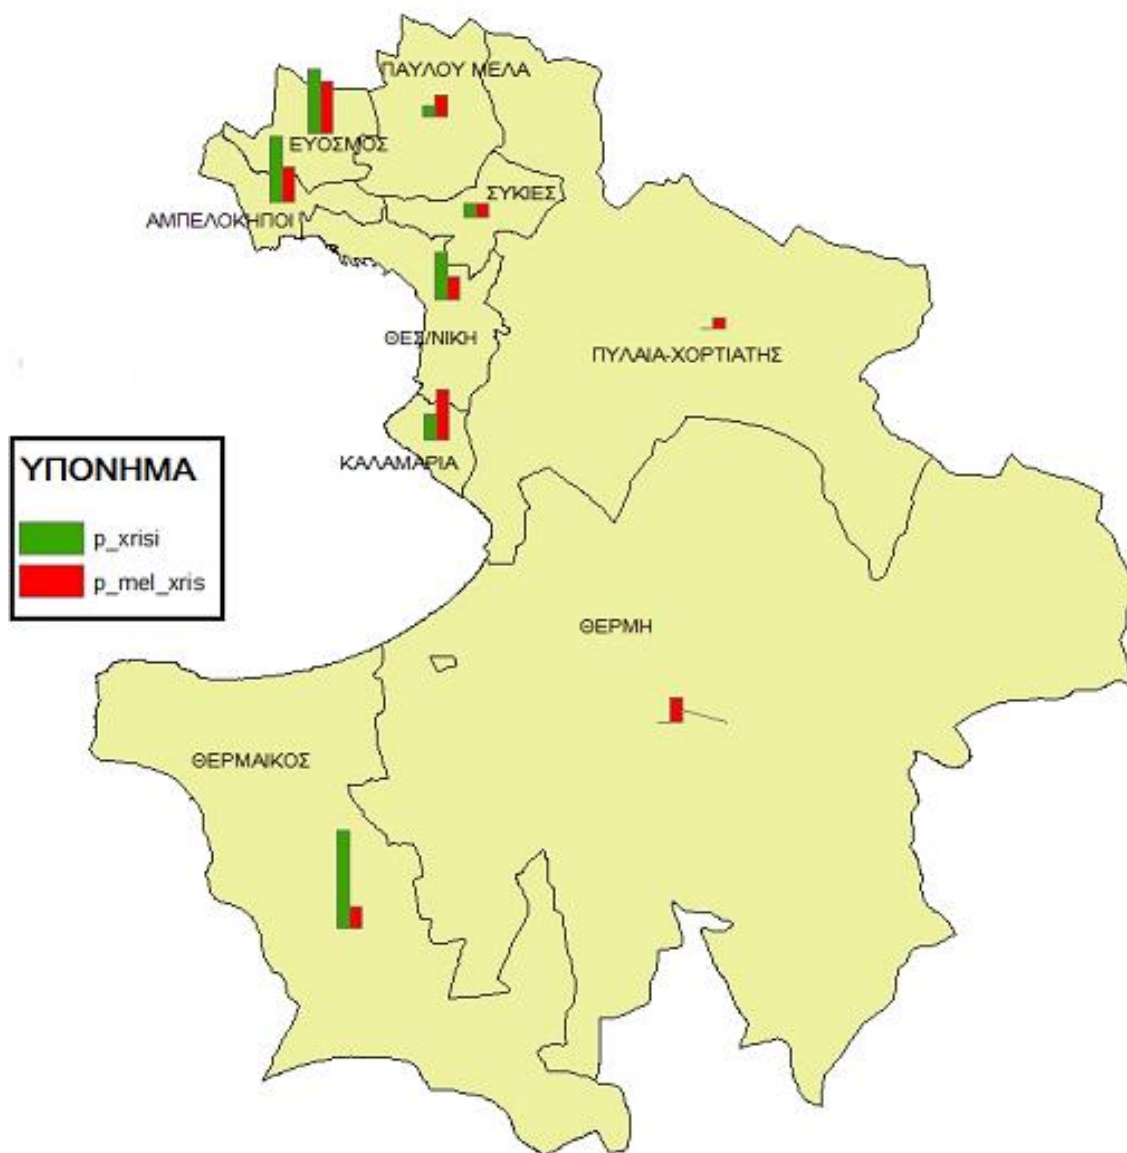 ΠΑΥΛΟΥ ΜΕΛΑ
ΕΥΟΣΜΟΣ
ΣΥΚΙΕΣ
ΑΜΠΕΛΟΚΗΠΟΙ
ΘΕΣ/ΝΙΚΗ
ΠΥΛΑΙΑ-ΧΟΡΤΙΑΤΗΣ
ΚΑΛΑΜΑΡΙΑ
ΥΠΟΝΗΜΑ
p_xrisi
p_mel_xris
ΘΕΡΜΗ
ΘΕΡΜΑΙΚΟΣ